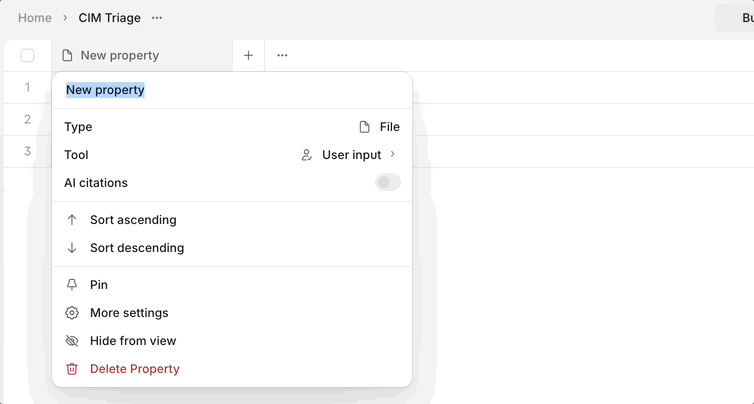 Home › CIM Triage ···
Bu
New property + ···
1
New property
2
Type File
3
Tool User input ›
AI citations
Sort ascending
Sort descending
Pin
More settings
Hide from view
Delete Property